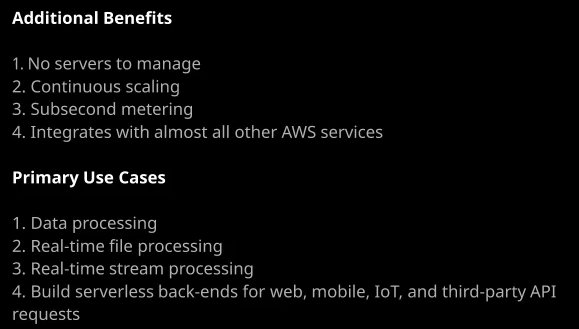 Additional Benefits
1. No servers to manage
2. Continuous scaling
3. Subsecond metering
4. Integrates with almost all other AWS services
Primary Use Cases
1. Data processing
2. Real-time file processing
3. Real-time stream processing
4. Build serverless back-ends for web, mobile, IoT, and third-party API
requests